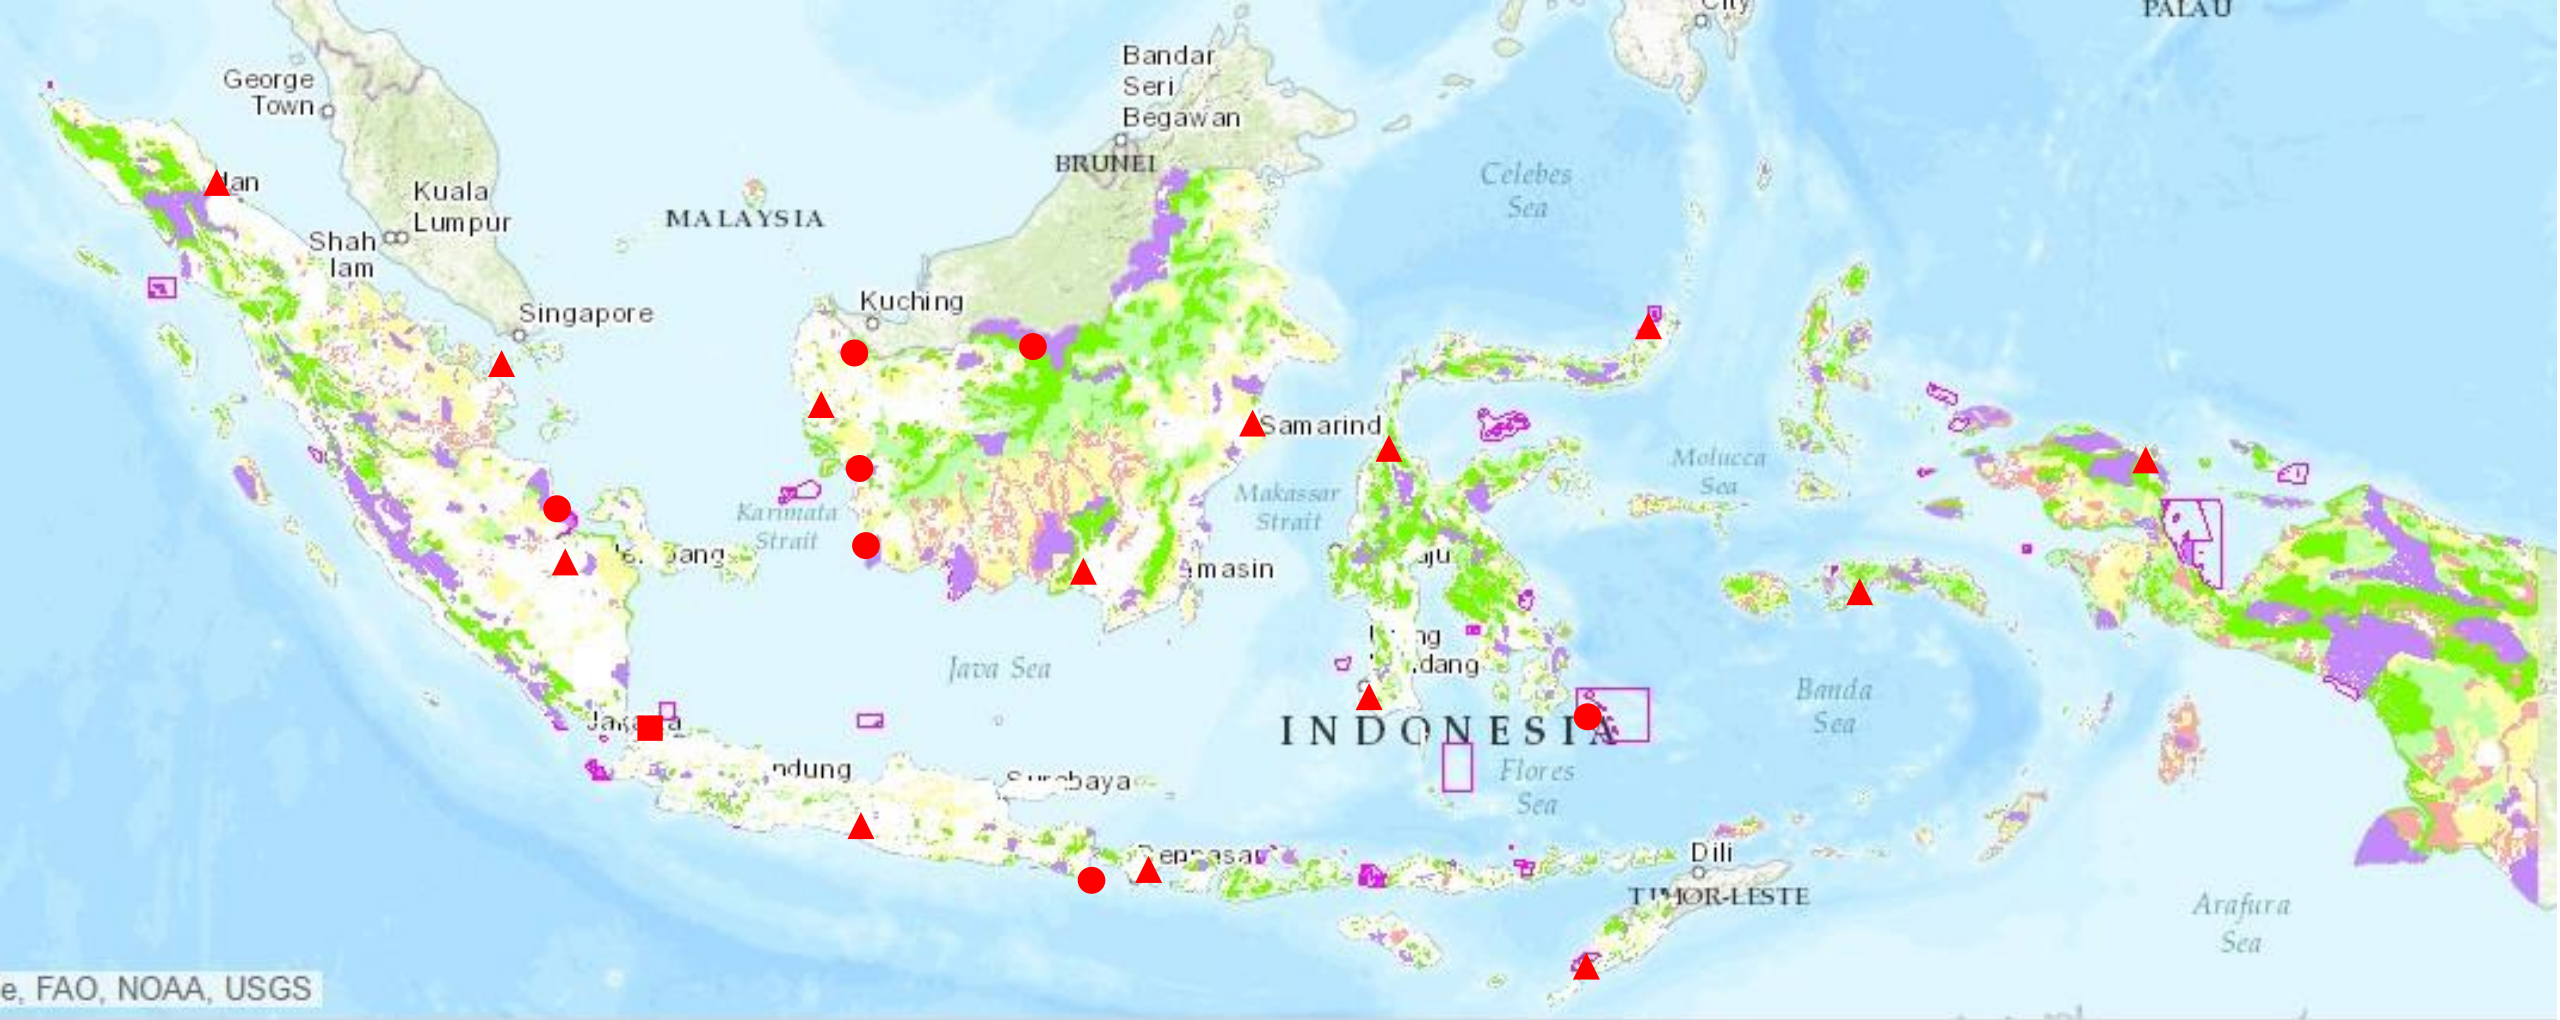 City
PALAU
George
Town
Bandar
Seri
Begawan
BRUNEI
Celebes
Sea
Kuala
Lumpur
MALAYSIA
Shah
lam
Singapore
Kuching
Samarind
Molucca
Sea
Makassar
Strait
Karimata
Strait
masin
Java Sea
Banda
Sea
INDONESIA
Flores
Sea
ndung
Dili
TIMOR-LESTE
Arafura
Sea
e, FAO, NOAA, USGS